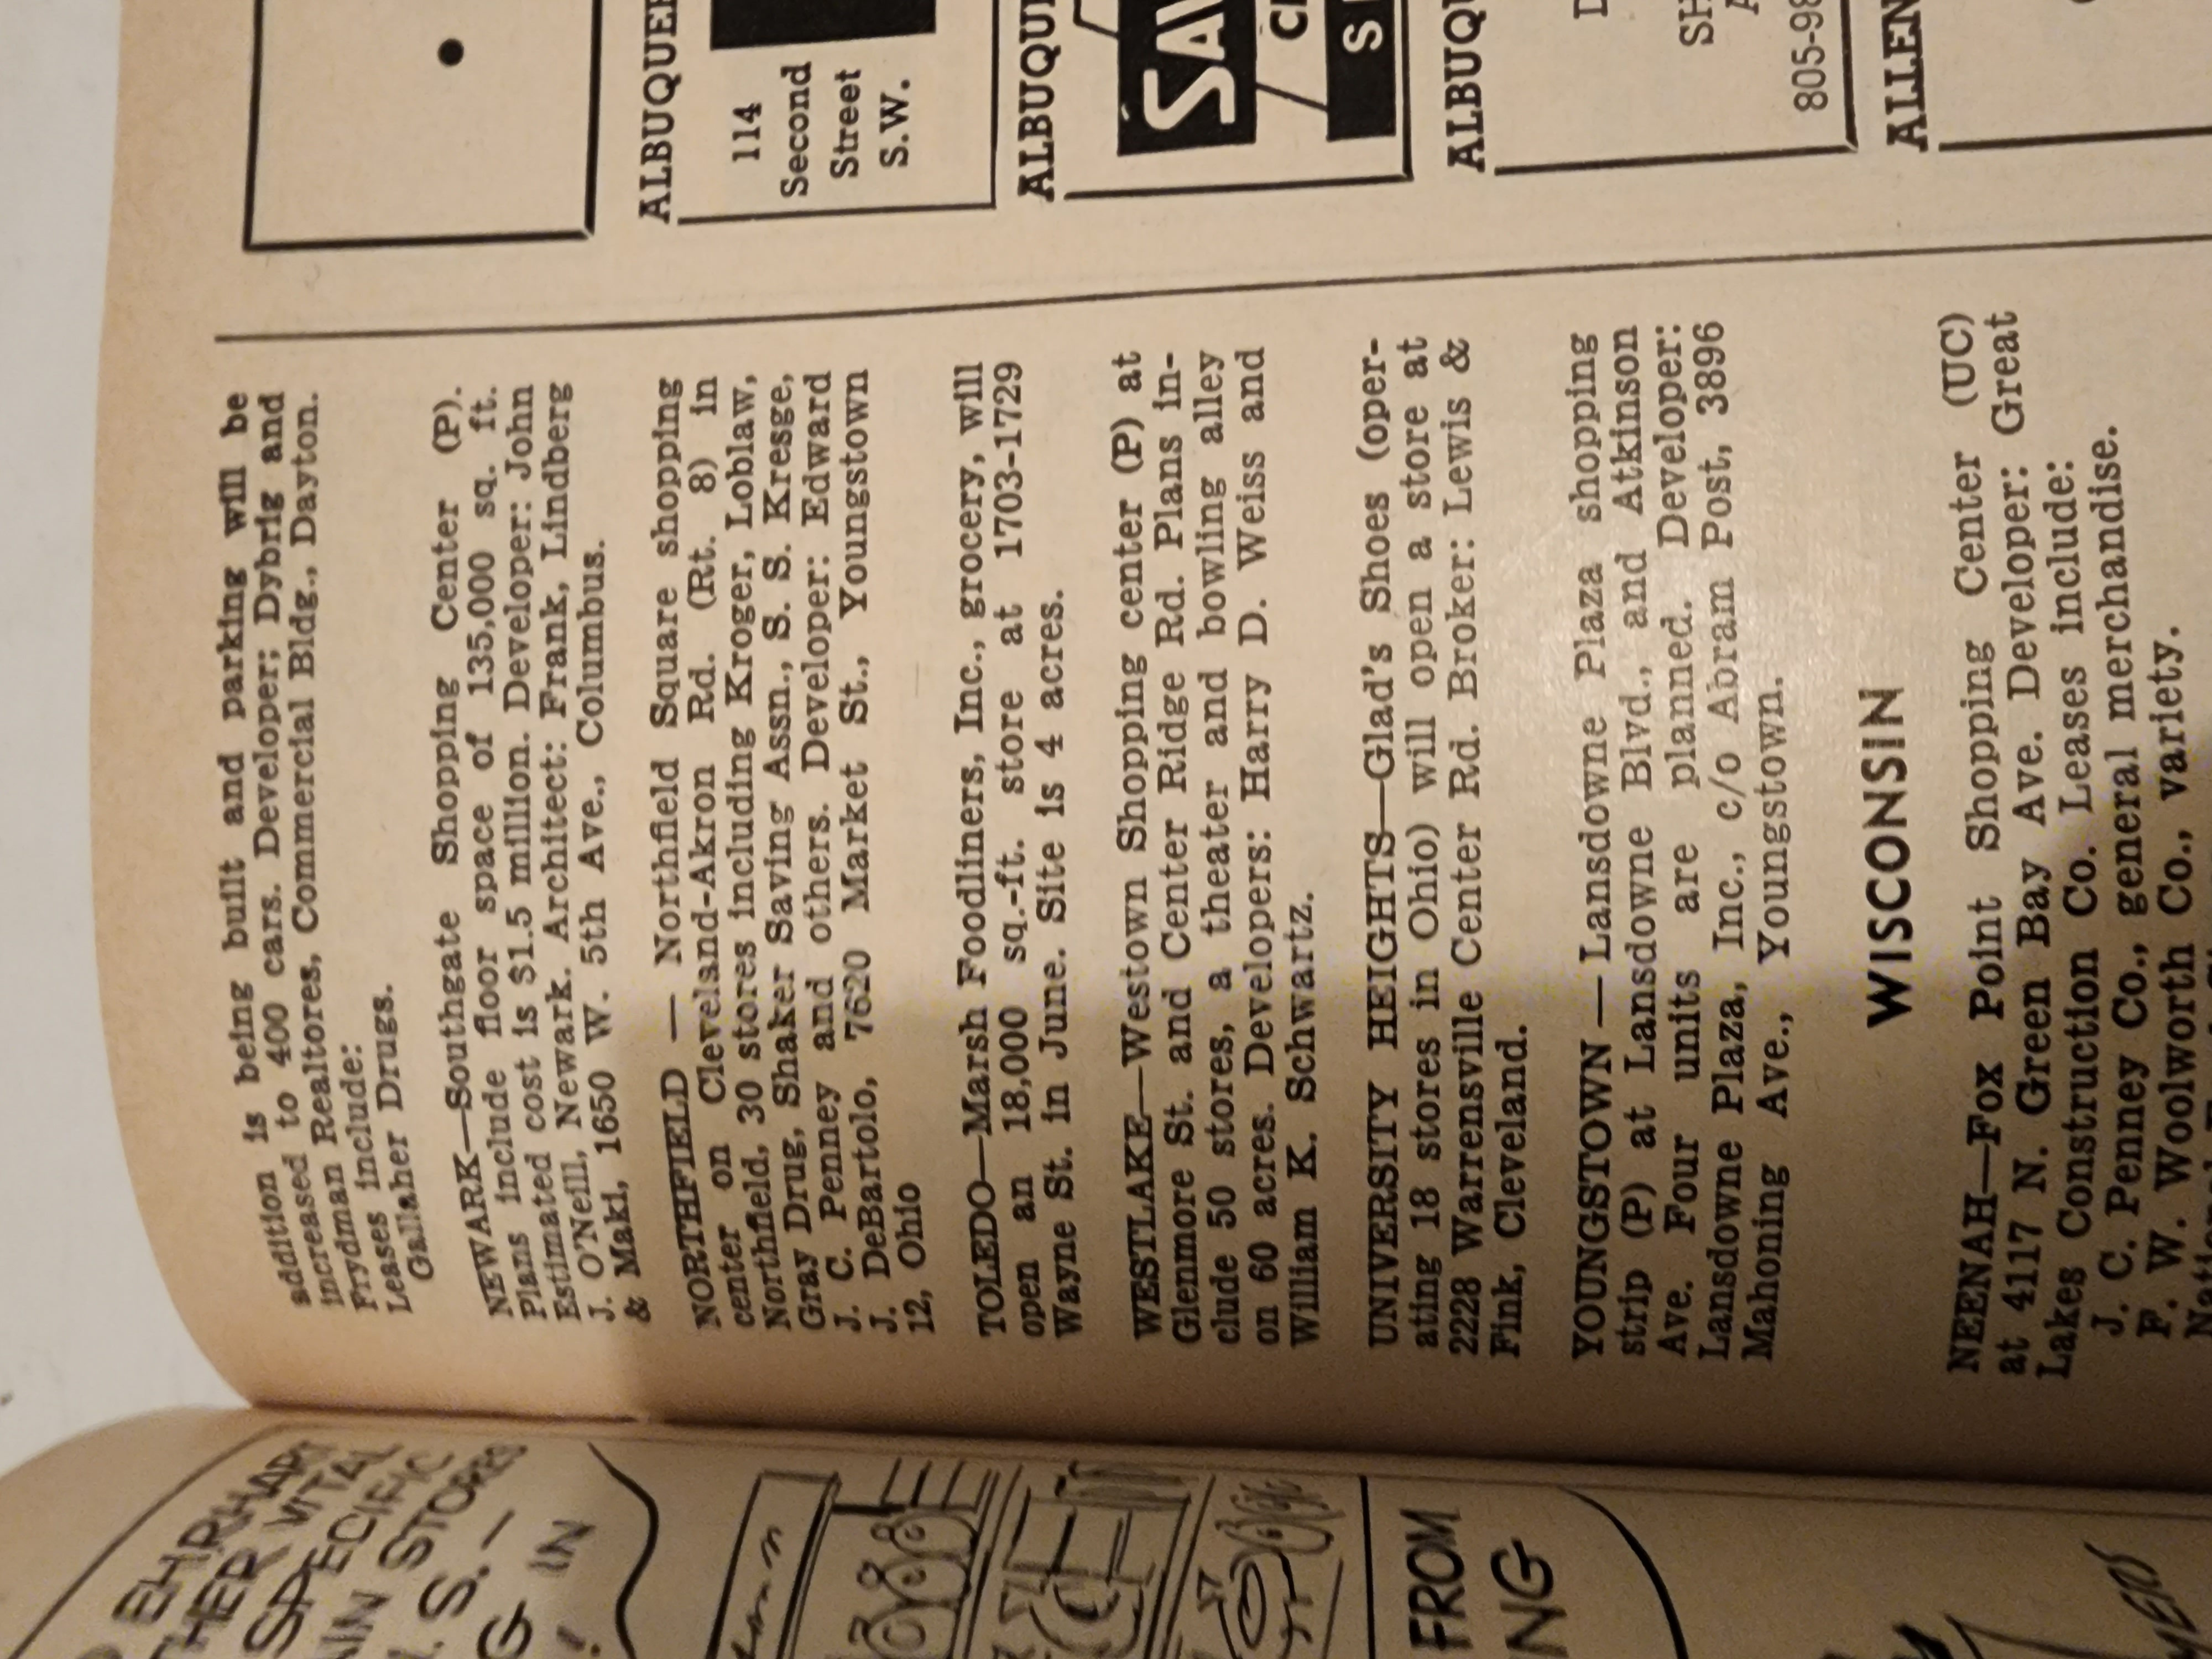 addition is being built and parking will be
increased to 400 cars. Developer; Dybrig and
Frydman Realtores, Commercial Bldg., Dayton.
Leases include:
Gallaher Drugs.
NEWARK—Southgate Shopping Center (P).
Plans include floor space of 135,000 sq. ft.
Estimated cost is $1.5 million. Developer: John
J. O'Neill, Newark. Architect: Frank, Lindberg
& Maki, 1650 W. 5th Ave., Columbus.
NORTHFIELD — Northfield Square shopping
center on Cleveland-Akron Rd. (Rt. 8) in
Northfield, 30 stores including Kroger, Loblaw,
Gray Drug, Shaker Saving Assn., S. S. Kresge,
J. C. Penney and others. Developer: Edward
J. DeBartolo, 7620 Market St., Youngstown
12, Ohio
TOLEDO—Marsh Foodliners, Inc., grocery, will
open an 18,000 sq.-ft. store at 1703-1729
Wayne St. in June. Site is 4 acres.
WESTLAKE—Westown Shopping center (P) at
Glenmore St. and Center Ridge Rd. Plans in-
clude 50 stores, a theater and bowling alley
on 60 acres. Developers: Harry D. Weiss and
William K. Schwartz.
UNIVERSITY HEIGHTS—Glad's Shoes (oper-
ating 18 stores in Ohio) will open a store at
2228 Warrensville Center Rd. Broker: Lewis &
Fink, Cleveland.
YOUNGSTOWN — Lansdowne Plaza shopping
strip (P) at Lansdowne Blvd., and Atkinson
Ave. Four units are planned. Developer:
Lansdowne Plaza, Inc., c/o Abram Post, 3896
Mahoning Ave., Youngstown.
WISCONSIN
NEENAH—Fox Point Shopping Center (UC)
at 4117 N. Green Bay Ave. Developer: Great
Lakes Construction Co. Leases include:
J. C. Penney Co., general merchandise.
F. W. Woolworth Co., variety.
114
Second
Street
S.W.
805-98
FROM